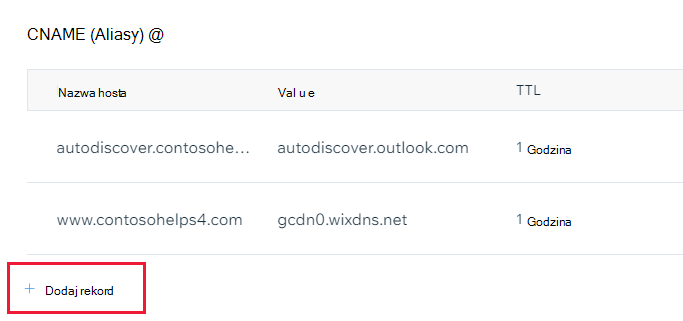 CNAME (Aliasy) @
Nazwa hosta Value TTL
autodiscover.contosohe... autodiscover.outlook.com 1 Godzina
www.contosohelps4.com gcdn0.wixdns.net 1 Godzina
+ Dodaj rekord